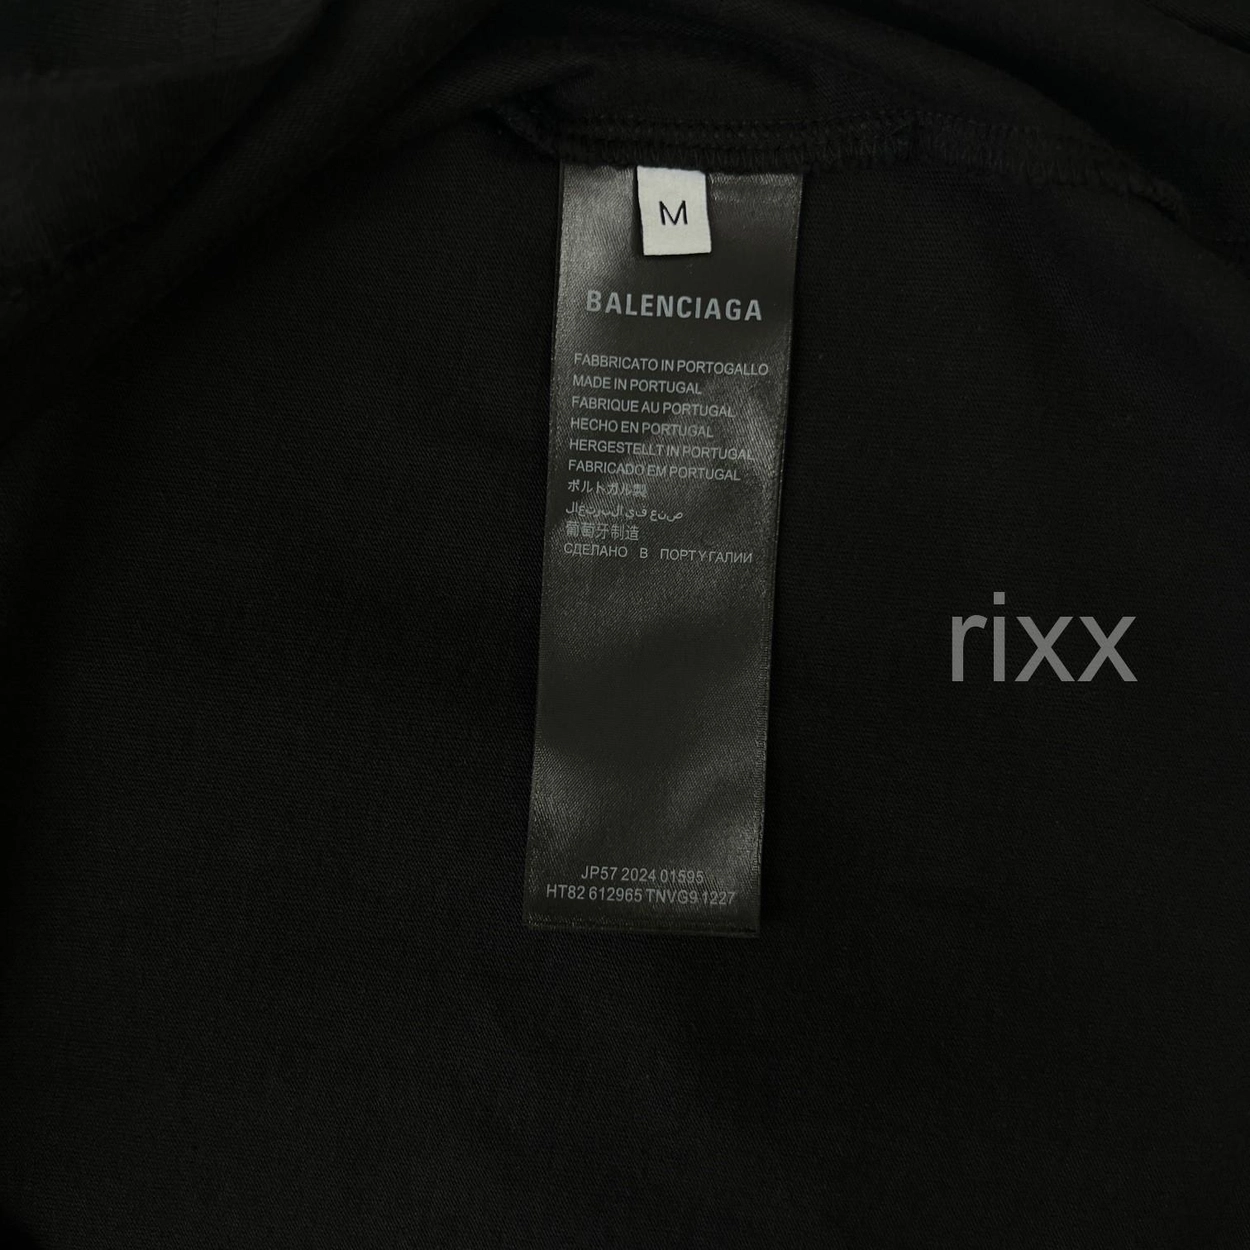 M
BALENCIAGA
FABBRICATO IN PORTOGALLO
MADE IN PORTUGAL
FABRIQUE AU PORTUGAL
HECHO EN PORTUGAL
HERGESTELLT IN PORTUGAL
FABRICADO EM PORTUGAL
ポルトガル製
صنع في البرتغال
葡萄牙制造
СДЕЛАНО В ПОРТУГАЛИИ
rixx
JP57 2024 01595
HT82 612965 TNVG9 1227